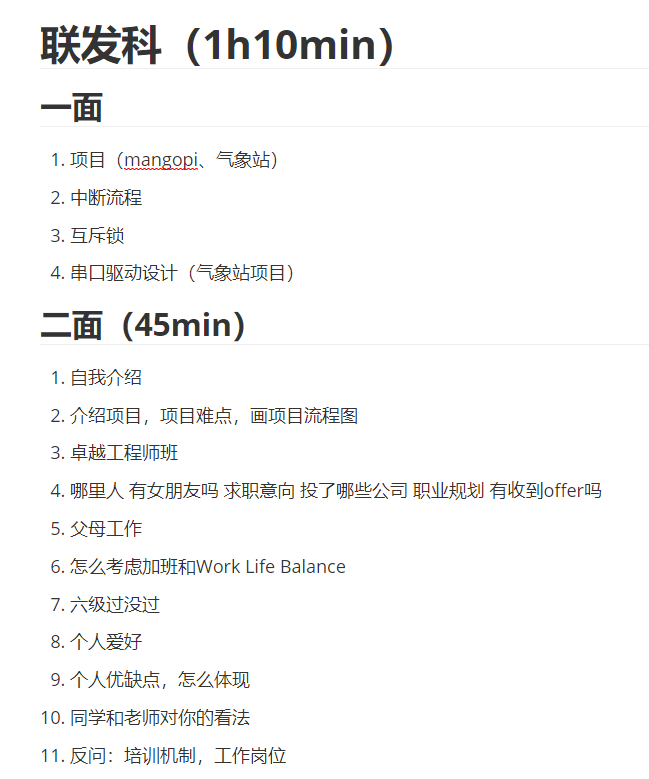 联发科（1h10min）
一面
1. 项目（mangopi、气象站）
2. 中断流程
3. 互斥锁
4. 串口驱动设计（气象站项目）
二面（45min）
1. 自我介绍
2. 介绍项目，项目难点，画项目流程图
3. 卓越工程师班
4. 哪里人 有女朋友吗 求职意向 投了哪些公司 职业规划 有收到offer吗
5. 父母工作
6. 怎么考虑加班和Work Life Balance
7. 六级过没过
8. 个人爱好
9. 个人优缺点，怎么体现
10. 同学和老师对你的看法
11. 反问：培训机制，工作岗位